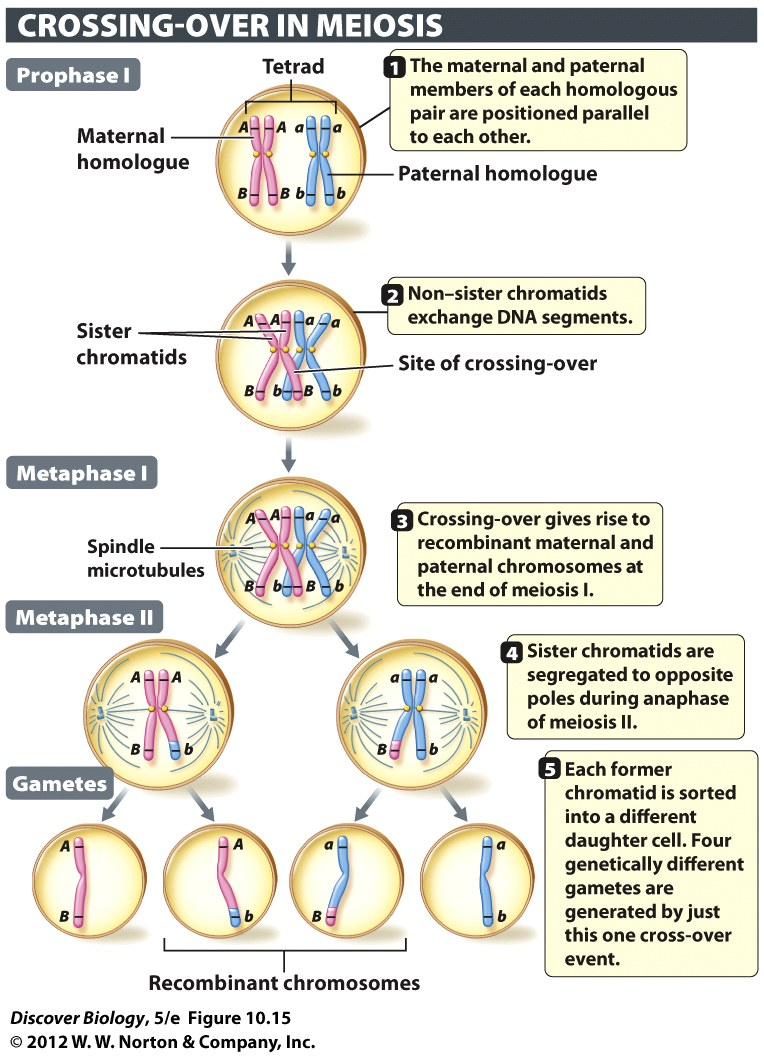 CROSSING-OVER IN MEIOSIS
Prophase I
Tetrad
1 The maternal and paternal
members of each homologous
pair are positioned parallel
to each other.
Maternal
homologue
A A a a
B B b b
Paternal homologue
2 Non–sister chromatids
exchange DNA segments.
Sister
chromatids
A A a a
B b B b
Site of crossing-over
Metaphase I
Spindle
microtubules
A A a a
B b B b
3 Crossing-over gives rise to
recombinant maternal and
paternal chromosomes at
the end of meiosis I.
Metaphase II
A A
B b
a a
B b
4 Sister chromatids are
segregated to opposite
poles during anaphase
of meiosis II.
Gametes
A
B
A
b
a
B
a
b
5 Each former
chromatid is sorted
into a different
daughter cell. Four
genetically different
gametes are
generated by just
this one cross-over
event.
Recombinant chromosomes
Discover Biology, 5/e Figure 10.15
© 2012 W. W. Norton & Company, Inc.